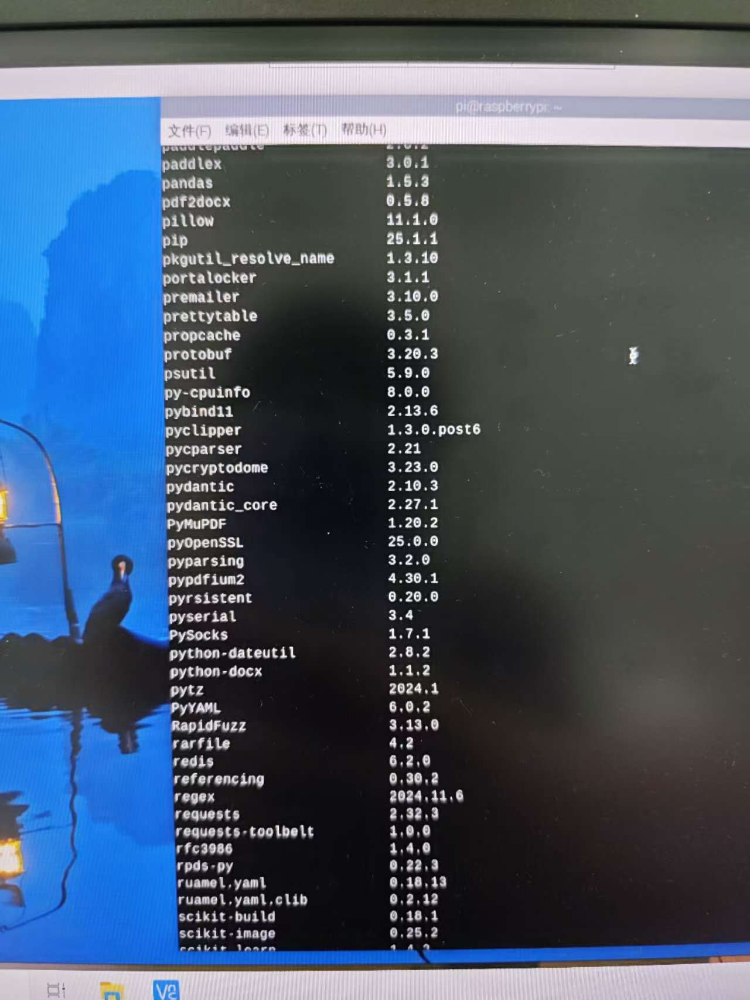 pi@raspberrypi: ~
文件(F) 编辑(E) 标签(T) 帮助(H)
paddlepaddle 2.6.2
paddlex 3.0.1
pandas 1.5.3
pdf2docx 0.5.8
pillow 11.1.0
pip 25.1.1
pkgutil_resolve_name 1.3.10
portalocker 3.1.1
premailer 3.10.0
prettytable 3.5.0
propcache 0.3.1
protobuf 3.20.3
psutil 5.9.0
py-cpuinfo 8.0.0
pybind11 2.13.6
pyclipper 1.3.0.post6
pycparser 2.21
pycryptodome 3.23.0
pydantic 2.10.3
pydantic_core 2.27.1
PyMuPDF 1.20.2
pyOpenSSL 25.0.0
pyparsing 3.2.0
pypdfium2 4.30.1
pyrsistent 0.20.0
pyserial 3.4
PySocks 1.7.1
python-dateutil 2.8.2
python-docx 1.1.2
pytz 2024.1
PyYAML 6.0.2
RapidFuzz 3.13.0
rarfile 4.2
redis 6.2.0
referencing 0.30.2
regex 2024.11.6
requests 2.32.3
requests-toolbelt 1.0.0
rfc3986 1.4.0
rpds-py 0.22.3
ruamel.yaml 0.18.13
ruamel.yaml.clib 0.2.12
scikit-build 0.18.1
scikit-image 0.25.2
scikit-learn